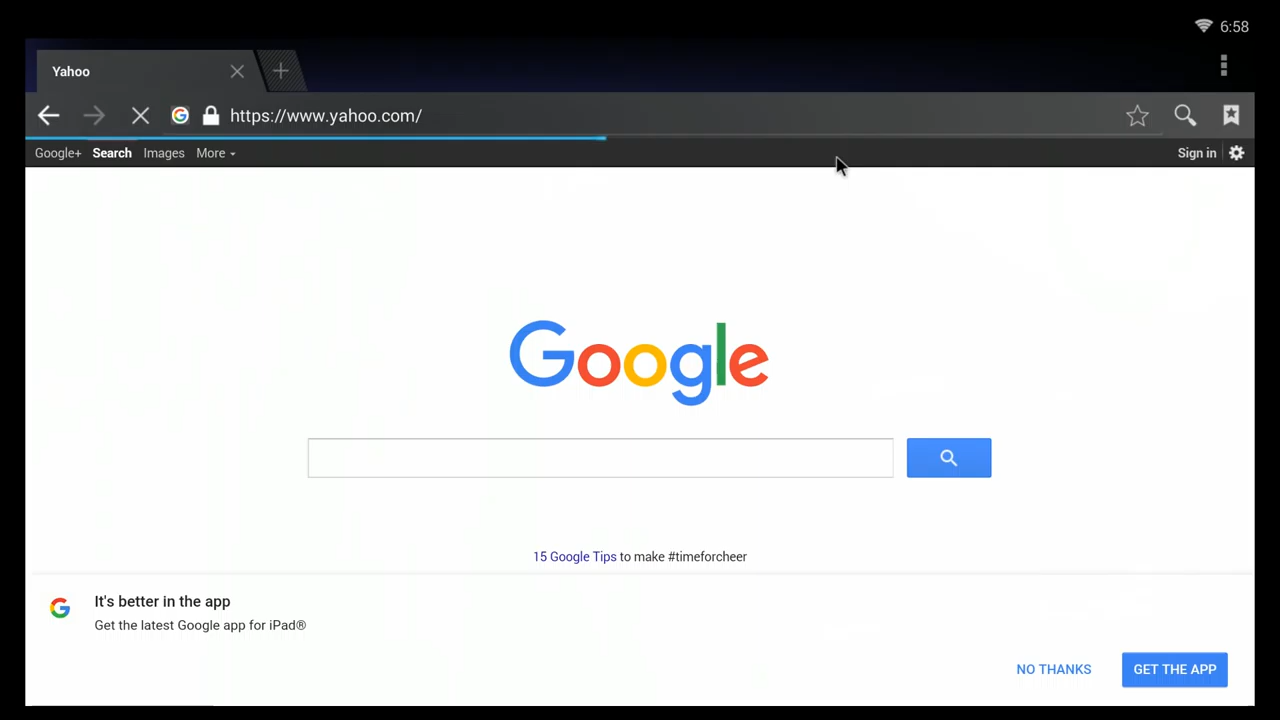 6:58
Yahoo
https://www.yahoo.com/
Google+ Search Images More Sign in
Google
15 Google Tips to make #timeforcheer
It's better in the app
Get the latest Google app for iPad®
NO THANKS GET THE APP